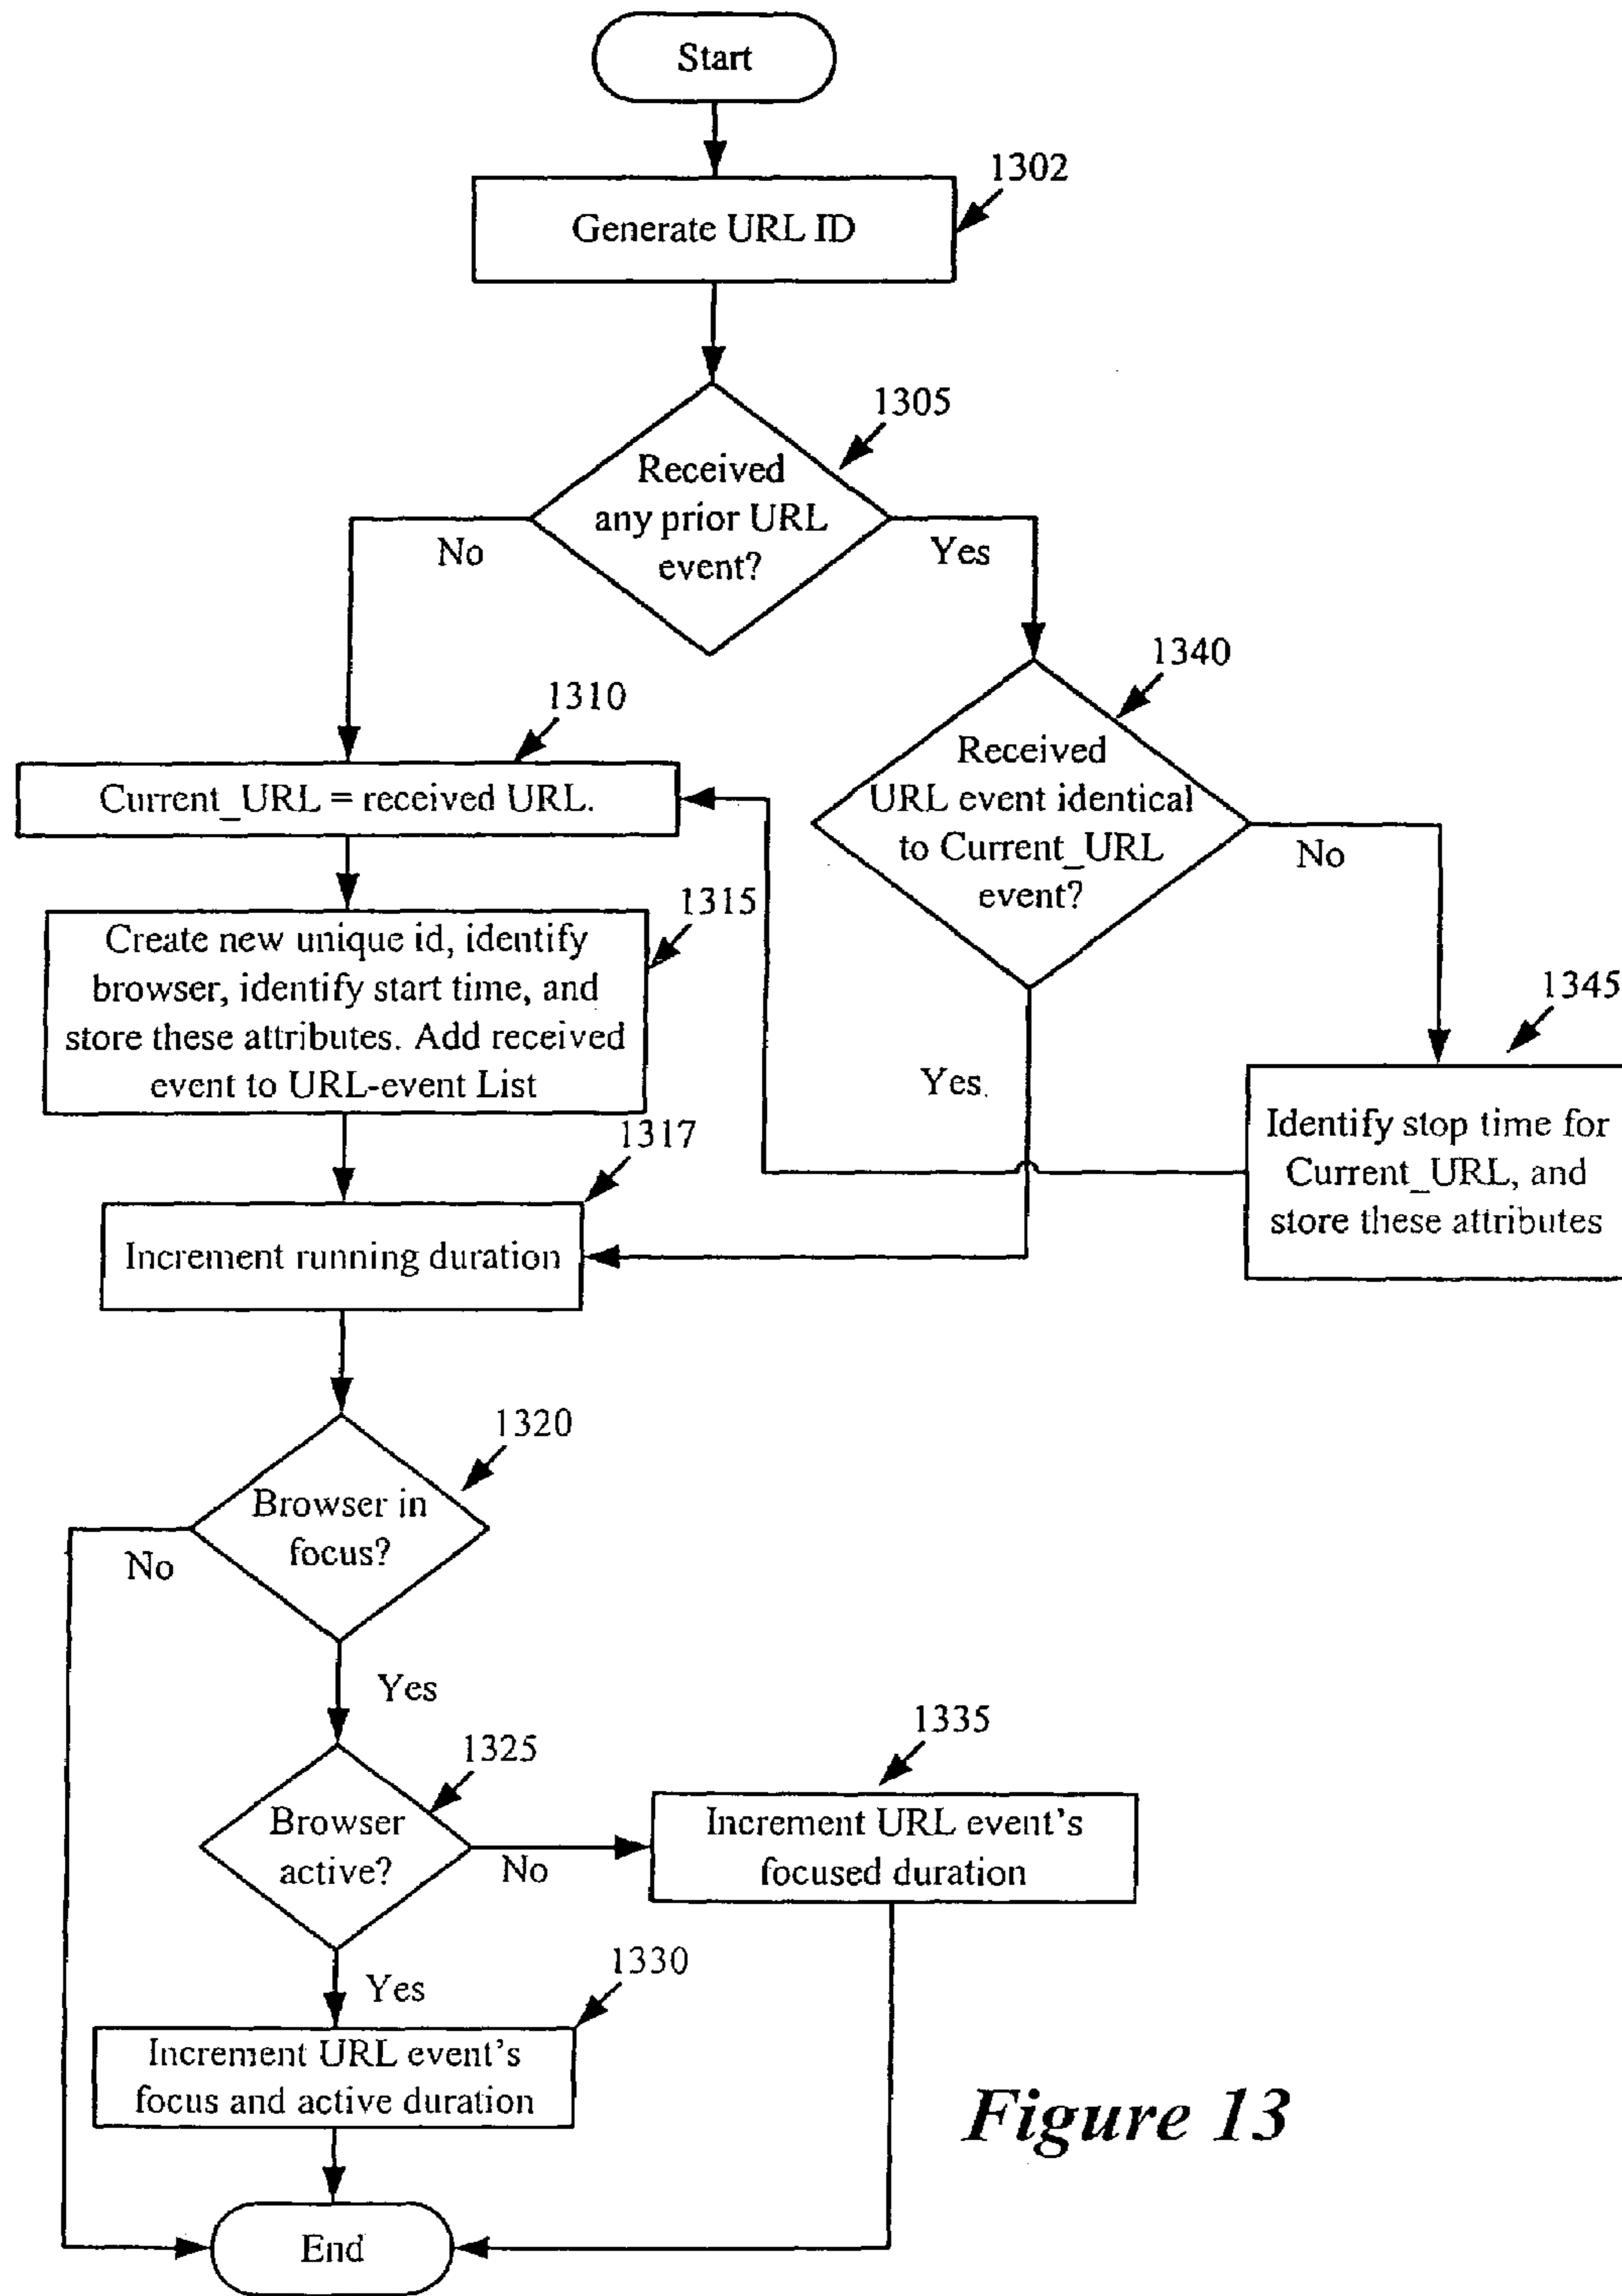 Start
1302
Generate URL ID
1305
Received
any prior URL
event?
No
Yes
1340
1310
Received
URL event identical
to Current_URL
event?
Current_URL = received URL.
No
1315
Create new unique id, identify
browser, identify start time, and
store these attributes. Add received
event to URL-event List
1345
Yes
Identify stop time for
Current_URL, and
store these attributes
1317
Increment running duration
1320
Browser in
focus?
No
Yes
1335
1325
Browser
active?
No
Increment URL event's
focused duration
Yes
1330
Increment URL event's
focus and active duration
Figure 13
End